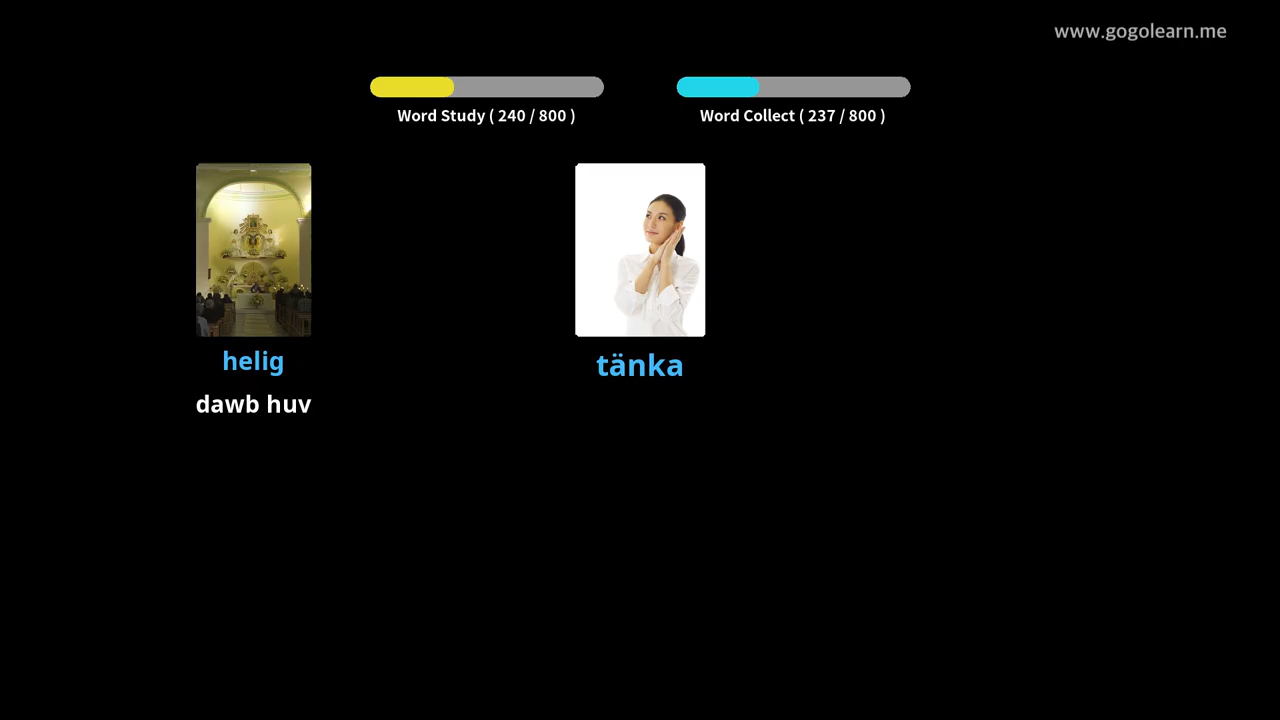 www.gogolearn.me
Word Study ( 240 / 800 )
Word Collect ( 237 / 800 )
helig
dawb huv
tänka